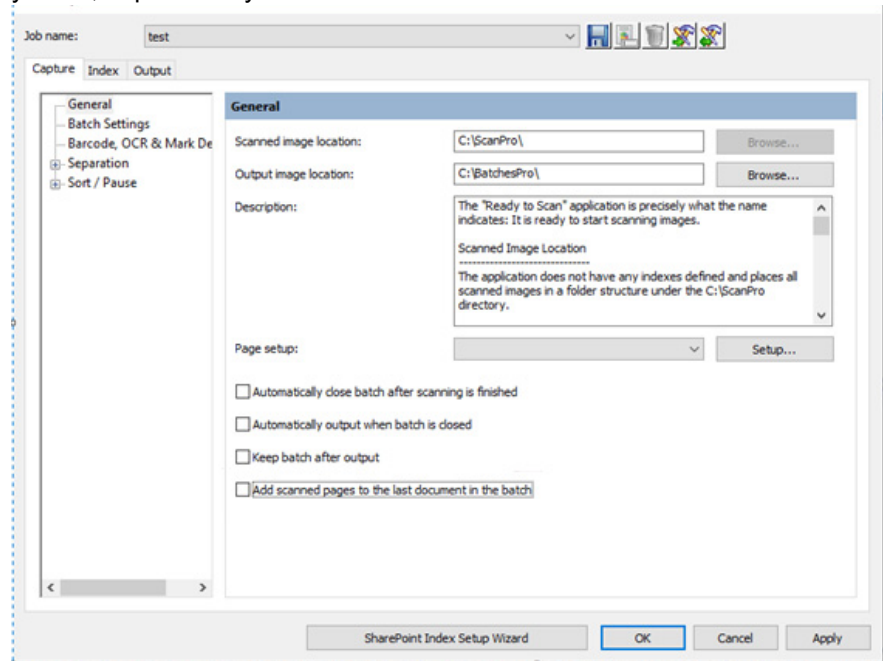 Job name:
test
Capture
Index
Output
General
Batch Settings
Barcode, OCR & Mark De
Separation
Sort / Pause
General
Scanned image location:
C:\ScanPro\
Browse...
Output image location:
C:\BatchesPro\
Browse...
Description:
The "Ready to Scan" application is precisely what the name
indicates: It is ready to start scanning images.
Scanned Image Location
-------------------------------
The application does not have any indexes defined and places all
scanned images in a folder structure under the C:\ScanPro
directory.
Page setup:
Setup...
Automatically close batch after scanning is finished
Automatically output when batch is closed
Keep batch after output
Add scanned pages to the last document in the batch
SharePoint Index Setup Wizard
OK
Cancel
Apply